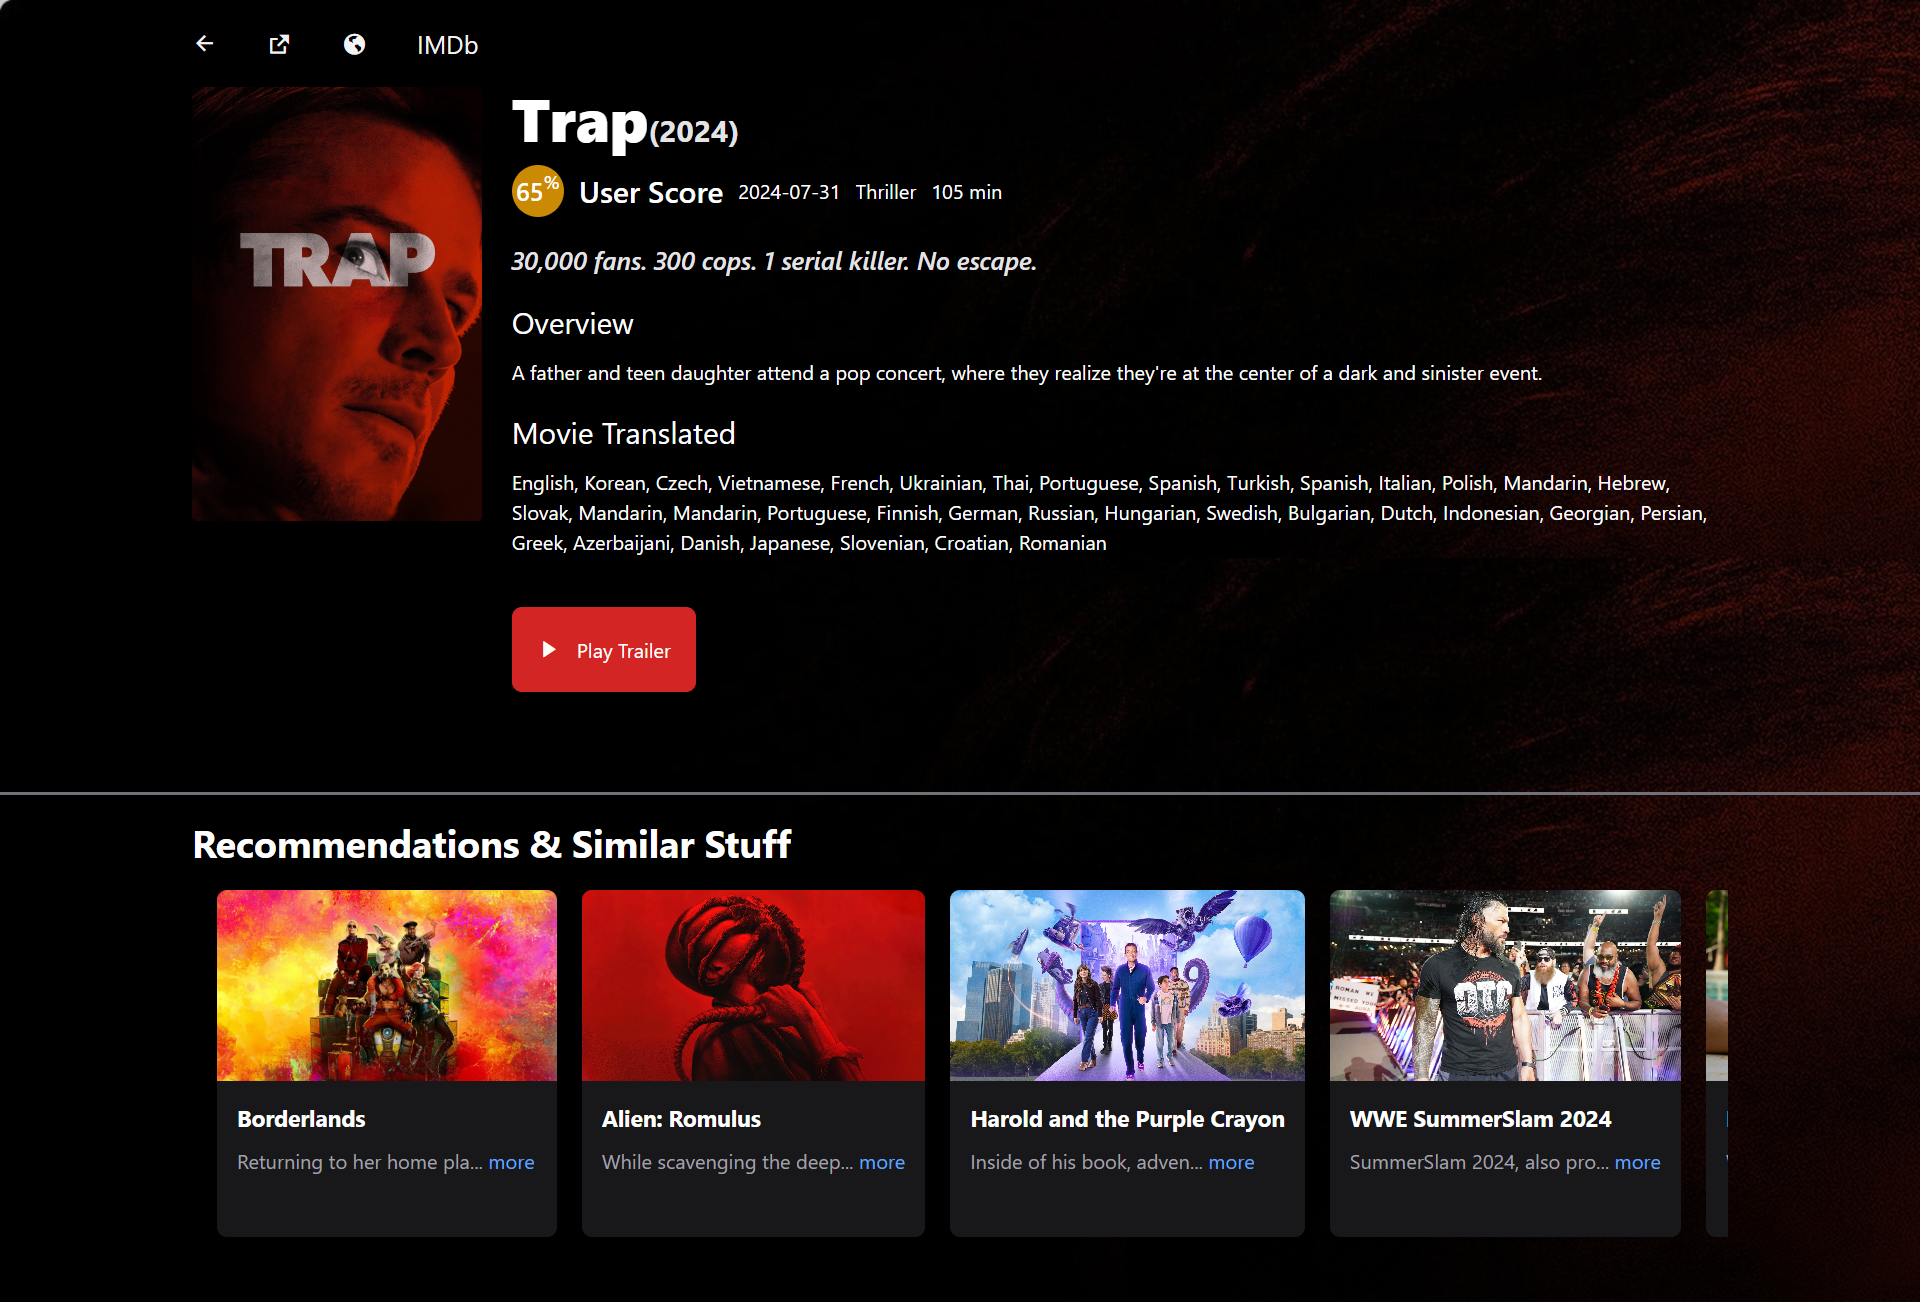 IMDb
TRAP
Trap(2024)
65% User Score 2024-07-31 Thriller 105 min
30,000 fans. 300 cops. 1 serial killer. No escape.
Overview
A father and teen daughter attend a pop concert, where they realize they're at the center of a dark and sinister event.
Movie Translated
English, Korean, Czech, Vietnamese, French, Ukrainian, Thai, Portuguese, Spanish, Turkish, Spanish, Italian, Polish, Mandarin, Hebrew,
Slovak, Mandarin, Mandarin, Portuguese, Finnish, German, Russian, Hungarian, Swedish, Bulgarian, Dutch, Indonesian, Georgian, Persian,
Greek, Azerbaijani, Danish, Japanese, Slovenian, Croatian, Romanian
Play Trailer
Recommendations & Similar Stuff
ROMAN WE
MISSED YOU
OTC
Borderlands
Returning to her home pla... more
Alien: Romulus
While scavenging the deep... more
Harold and the Purple Crayon
Inside of his book, adven... more
WWE SummerSlam 2024
SummerSlam 2024, also pro... more